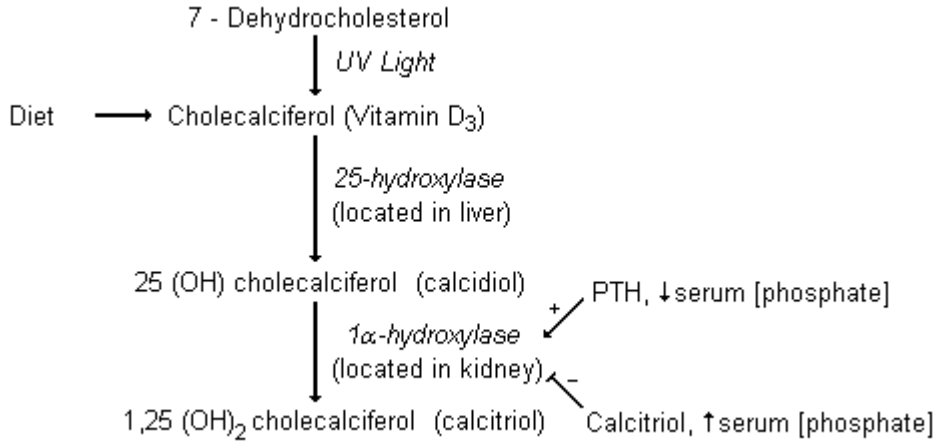 7 - Dehydrocholesterol
UV Light
Diet
Cholecalciferol (Vitamin D₃)
25-hydroxylase
(located in liver)
25 (OH) cholecalciferol (calcidiol)
PTH, ↓ serum [phosphate]
+
1α-hydroxylase
(located in kidney)
–
1,25 (OH)₂ cholecalciferol (calcitriol)
Calcitriol, ↑ serum [phosphate]